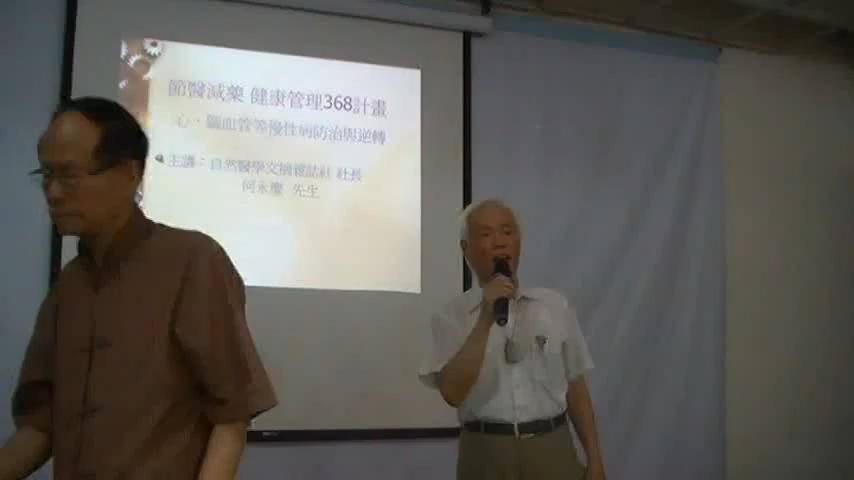 節醫減藥 健康管理368計畫
心、腦血管等慢性病防治與逆轉
主講：自然醫學文摘雜誌社 社長
何永慶 先生